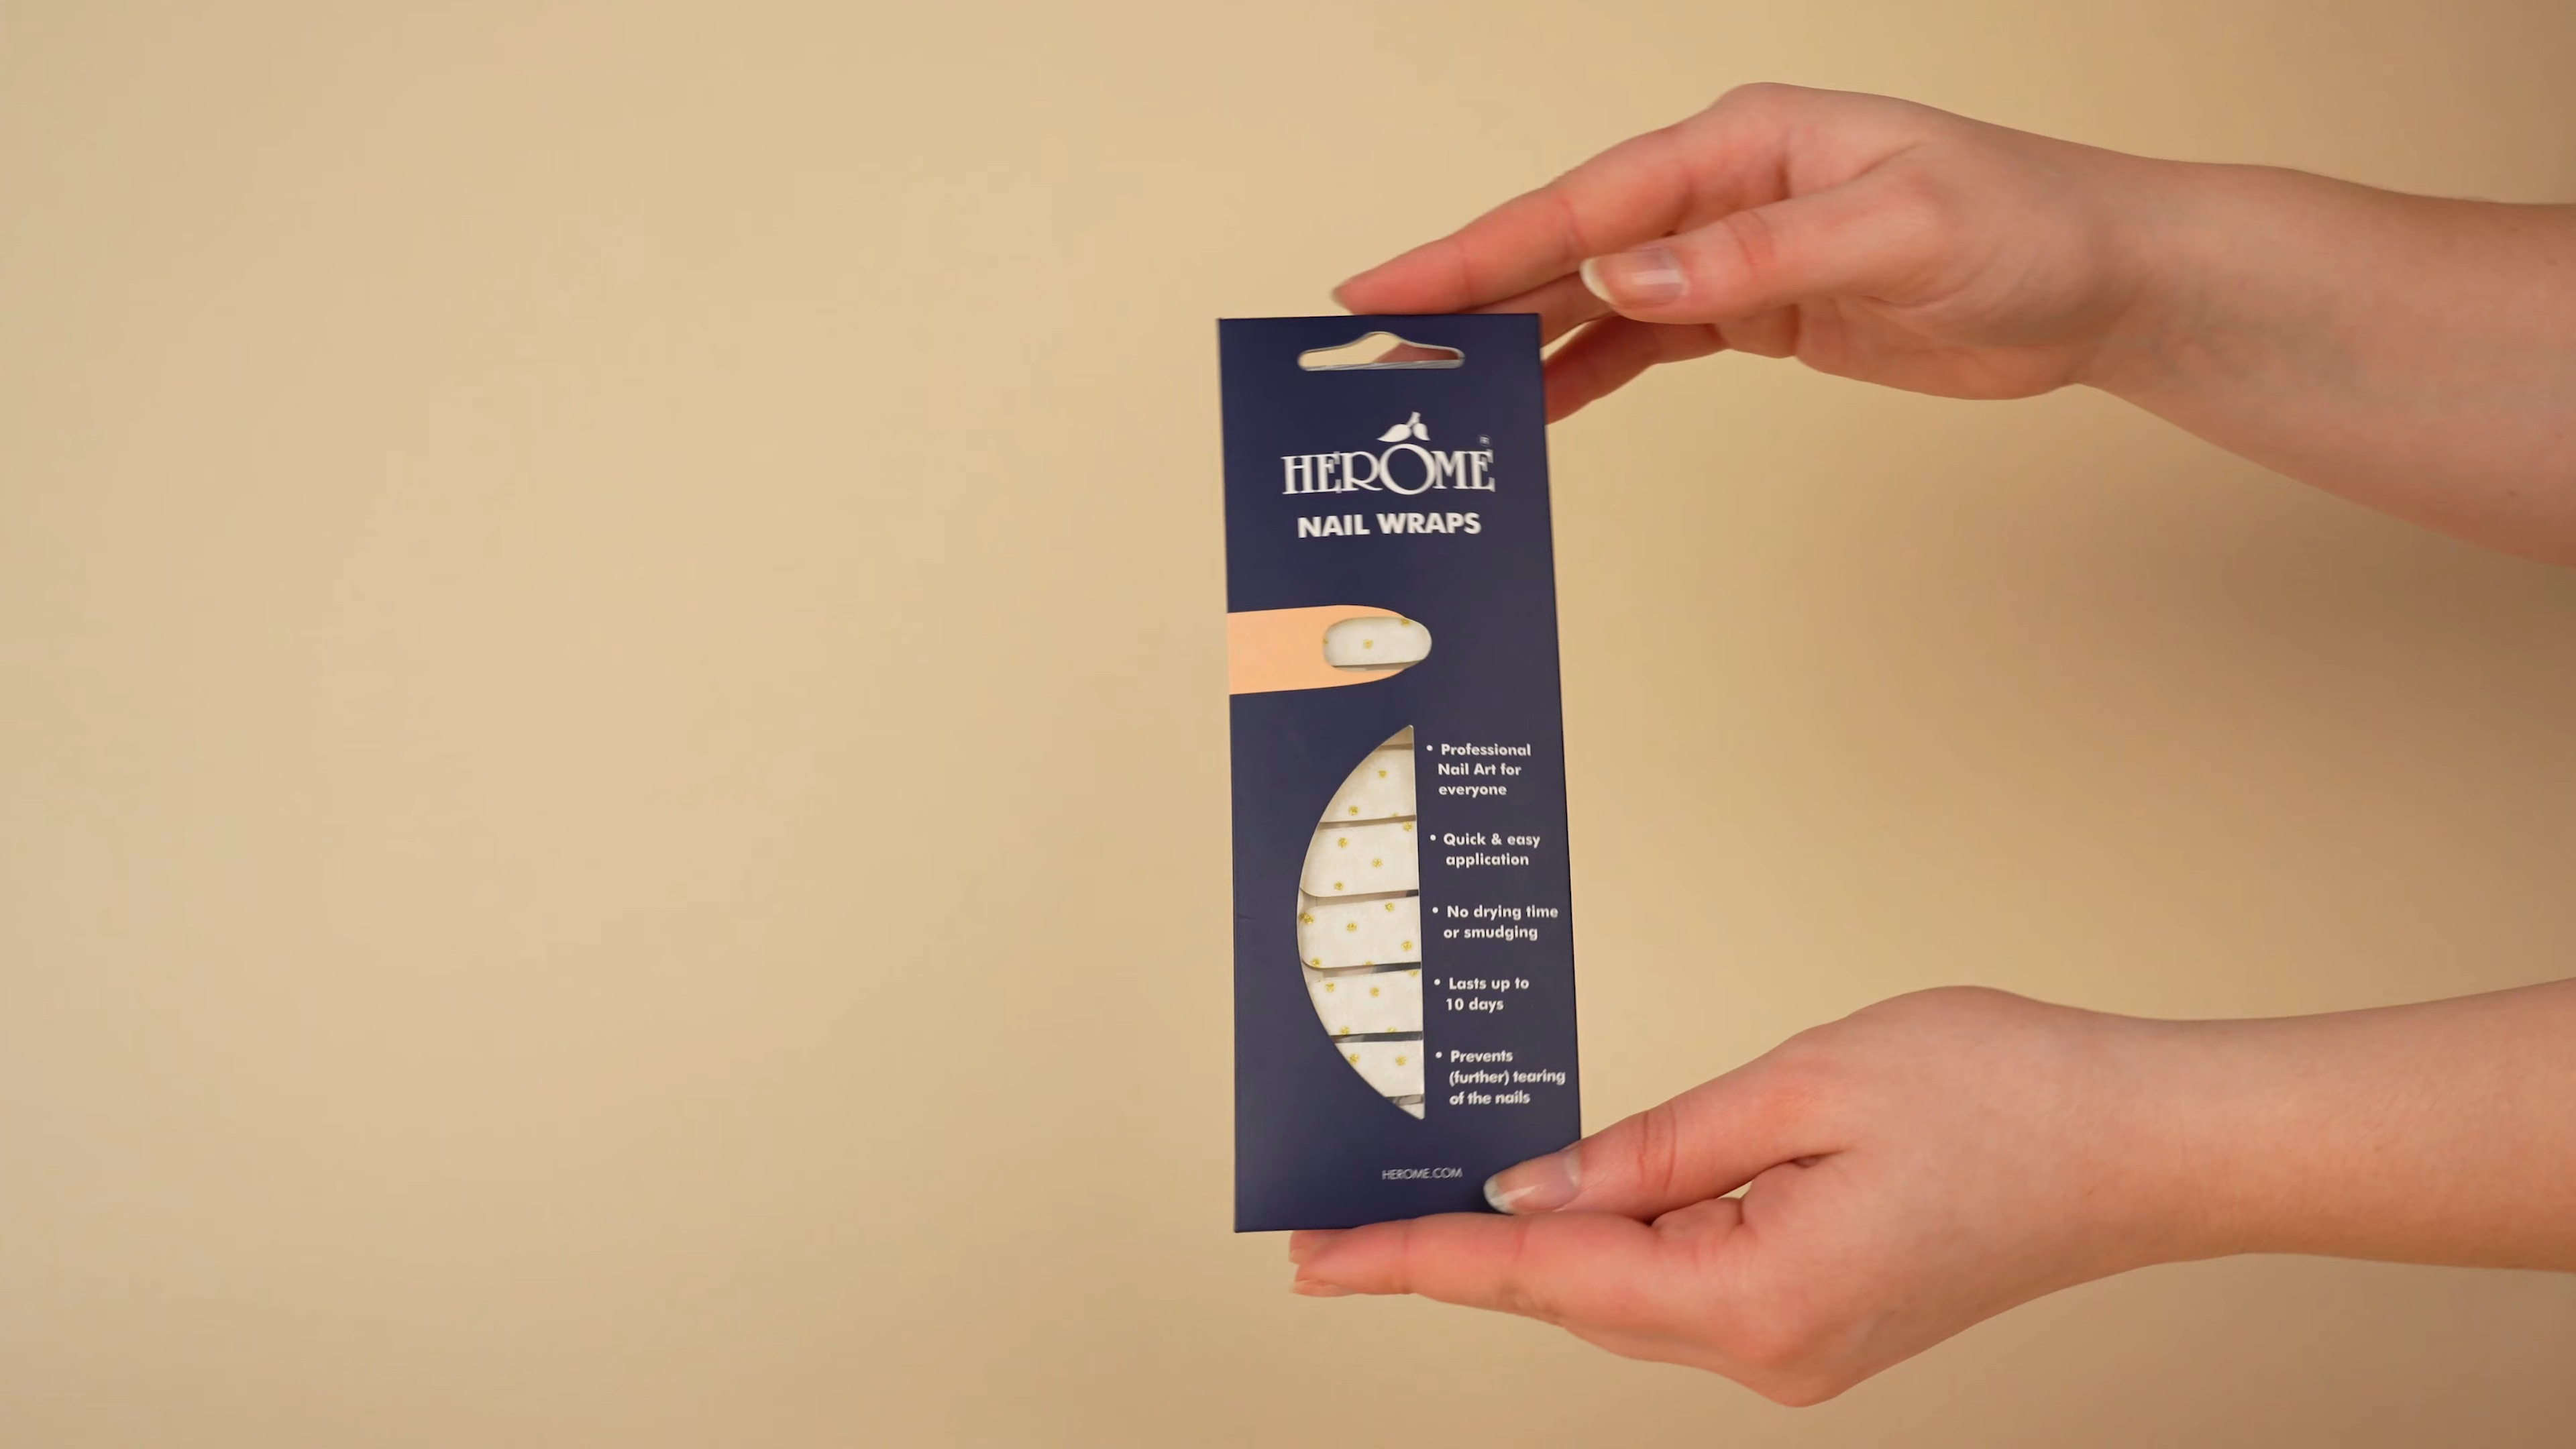 HERÔME®
NAIL WRAPS
• Professional
Nail Art for
everyone
• Quick & easy
application
• No drying time
or smudging
• Lasts up to
10 days
• Prevents
(further) tearing
of the nails
HEROME.COM